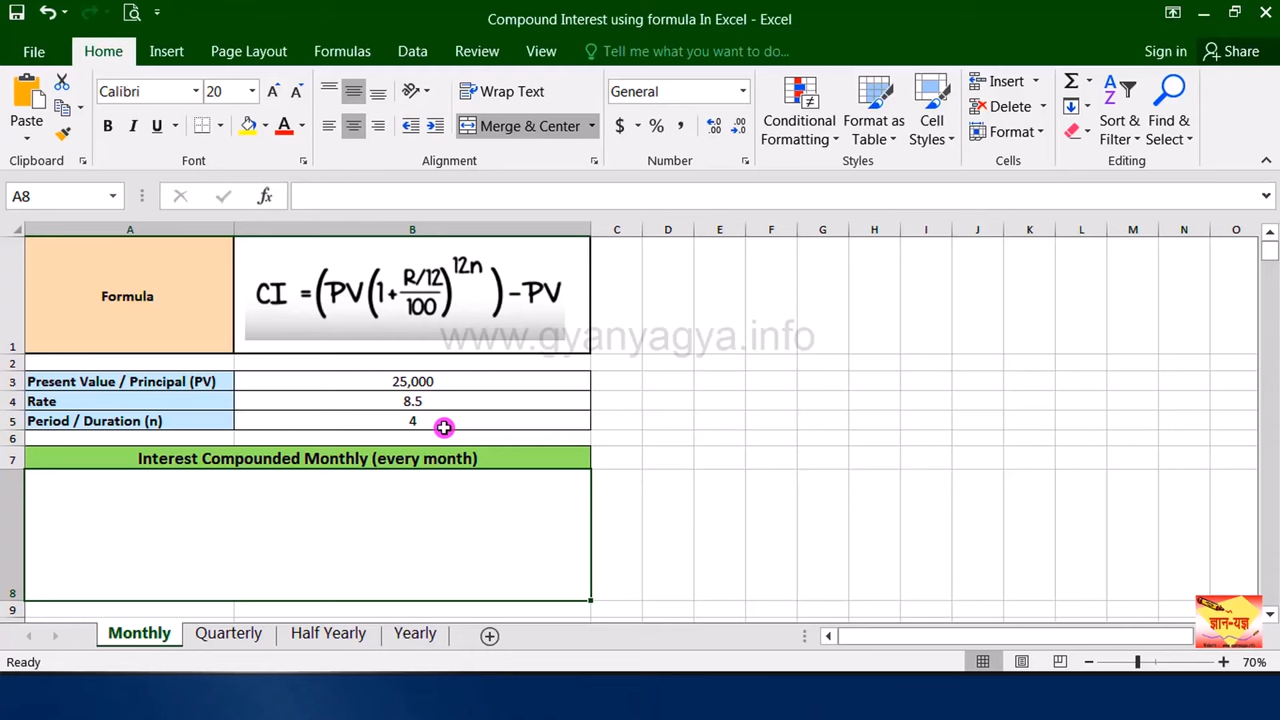 Compound Interest using formula In Excel - Excel
File Home Insert Page Layout Formulas Data Review View Tell me what you want to do... Sign in Share
Paste
Calibri 20
B I U
Wrap Text
Merge & Center
General
$ % ,
Conditional Formatting
Format as Table
Cell Styles
Insert
Delete
Format
Sort & Filter
Find & Select
Clipboard Font Alignment Number Styles Cells Editing
A8 fx
A B C D E F G H I J K L M N O
1 Formula CI = (PV(1+R/12/100)^12n) - PV
www.gyanyagya.info
2
3 Present Value / Principal (PV) 25,000
4 Rate 8.5
5 Period / Duration (n) 4
6
7 Interest Compounded Monthly (every month)
8
9
ज्ञान-यज्ञ
Monthly Quarterly Half Yearly Yearly
Ready 70%